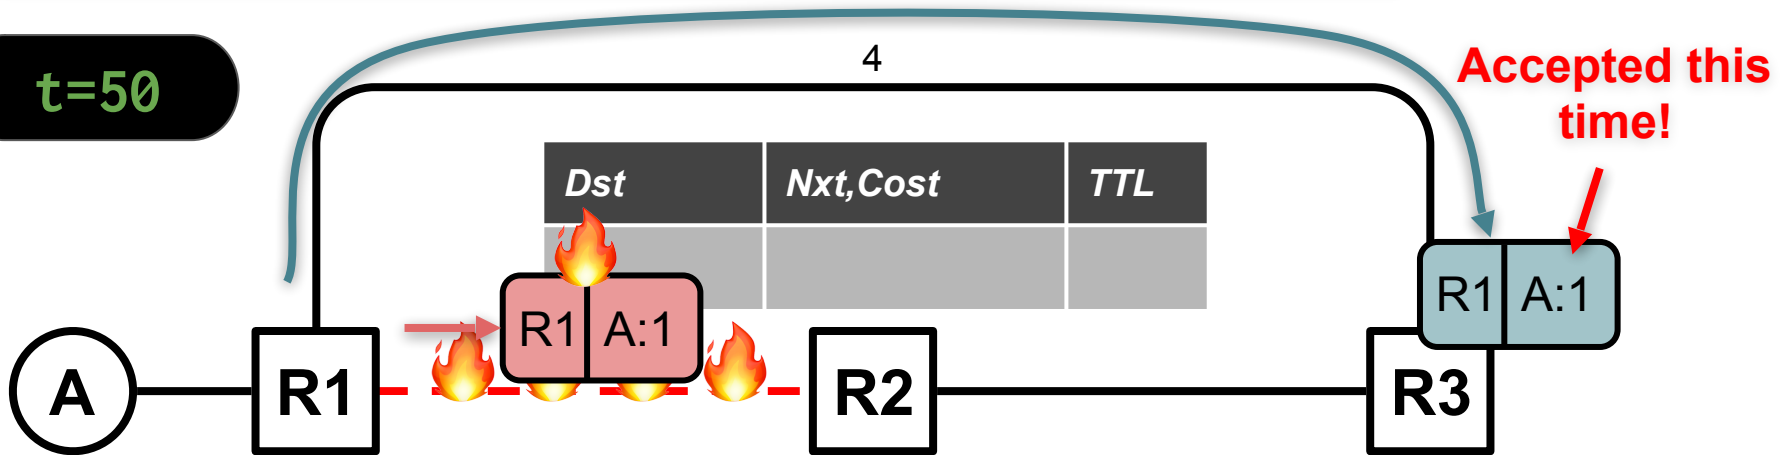 t=50
4
Accepted this
time!
Dst Nxt,Cost TTL
R1 A:1
R1 A:1
A R1 R2 R3